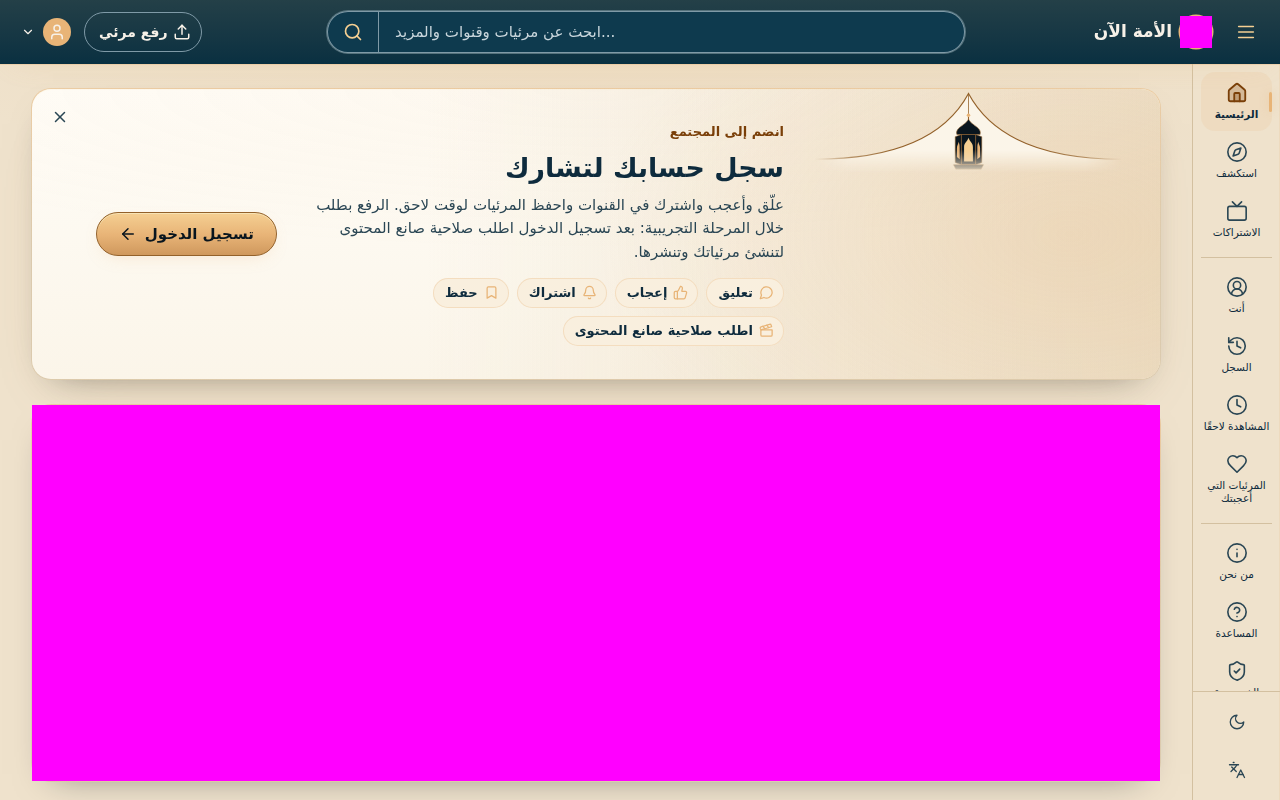 الأمة الآن
ابحث عن مرئيات وقنوات والمزيد...
رفع مرئي
الرئيسية
استكشف
الاشتراكات
أنت
السجل
المشاهدة لاحقًا
المرئيات التي
أعجبتك
من نحن
المساعدة
انضم إلى المجتمع
سجل حسابك لتشارك
علّق وأعجب واشترك في القنوات واحفظ المرئيات لوقت لاحق. الرفع بطلب
خلال المرحلة التجريبية: بعد تسجيل الدخول اطلب صلاحية صانع المحتوى
لتنشئ مرئياتك وتنشرها.
تعليق
إعجاب
اشتراك
حفظ
اطلب صلاحية صانع المحتوى
تسجيل الدخول